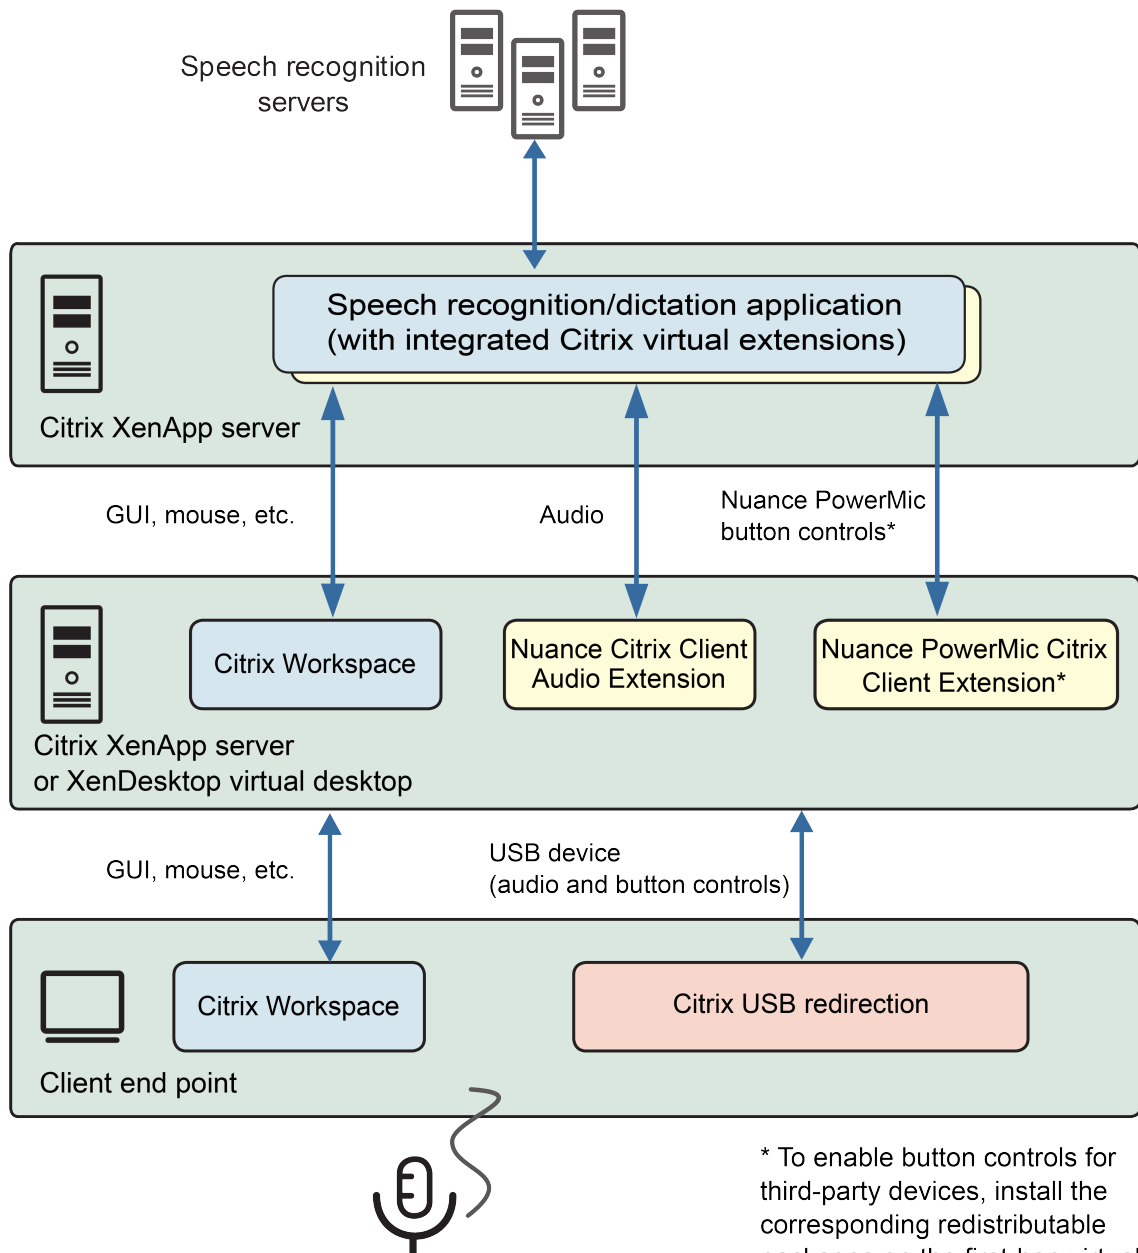 Speech recognition
servers
Speech recognition/dictation application
(with integrated Citrix virtual extensions)
Citrix XenApp server
GUI, mouse, etc.
Audio
Nuance PowerMic
button controls*
Citrix Workspace
Nuance Citrix Client
Audio Extension
Nuance PowerMic Citrix
Client Extension*
Citrix XenApp server
or XenDesktop virtual desktop
GUI, mouse, etc.
USB device
(audio and button controls)
Citrix Workspace
Citrix USB redirection
Client end point
* To enable button controls for
third-party devices, install the
corresponding redistributable